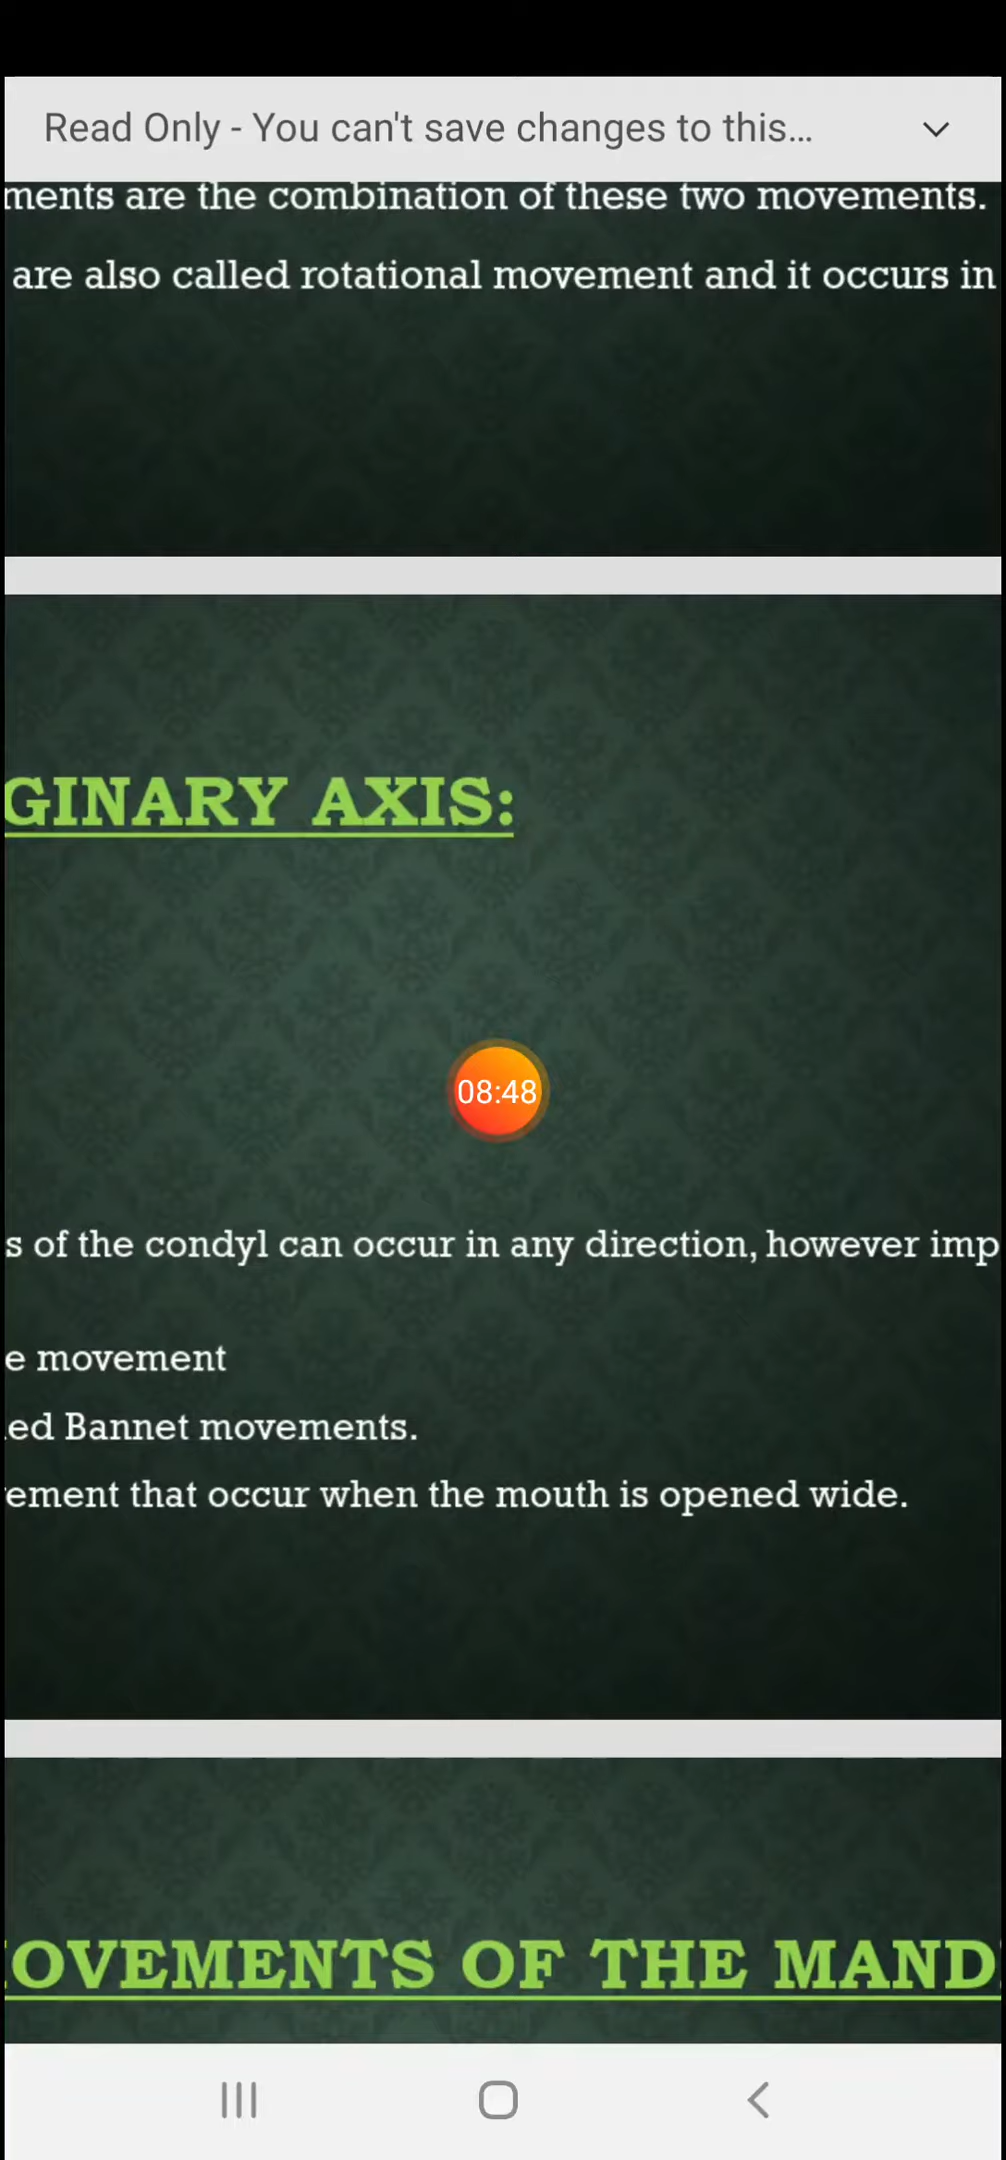 Read Only - You can't save changes to this...
ments are the combination of these two movements.
are also called rotational movement and it occurs in
GINARY AXIS:
08:48
s of the condyl can occur in any direction, however imp
e movement
ed Bannet movements.
ement that occur when the mouth is opened wide.
OVEMENTS OF THE MAND